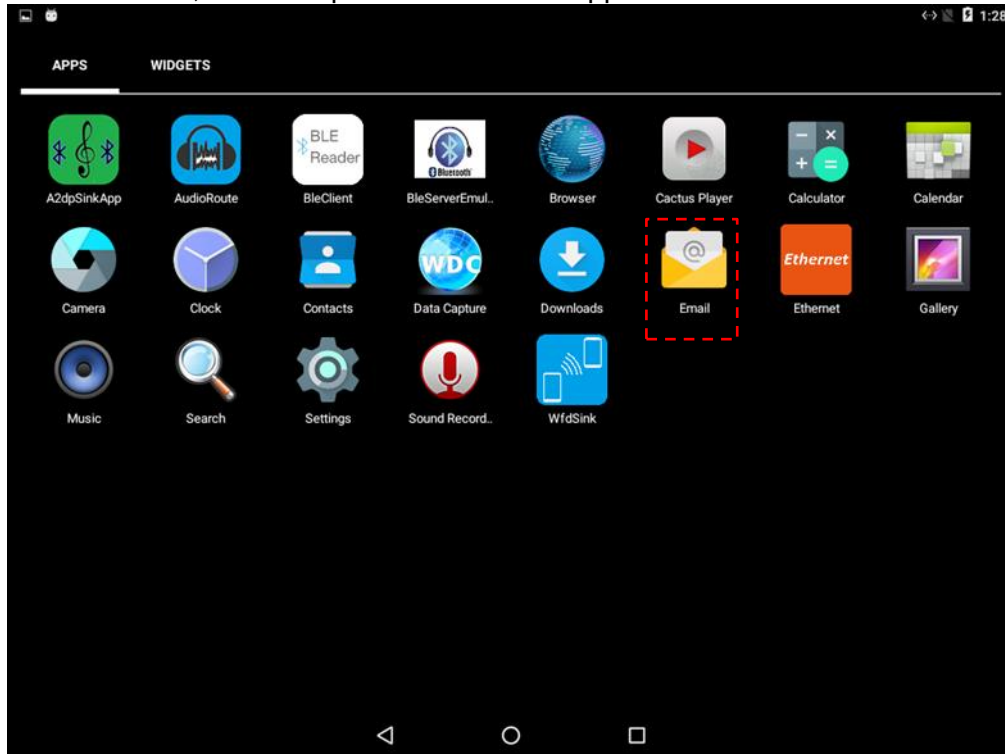 1:28
APPS WIDGETS
BLE
Reader
Bluetooth
A2dpSinkApp AudioRoute BleClient BleServerEmul.. Browser Cactus Player Calculator Calendar
WDC
@
Ethernet
Camera Clock Contacts Data Capture Downloads Email Ethernet Gallery
Music Search Settings Sound Record.. WfdSink